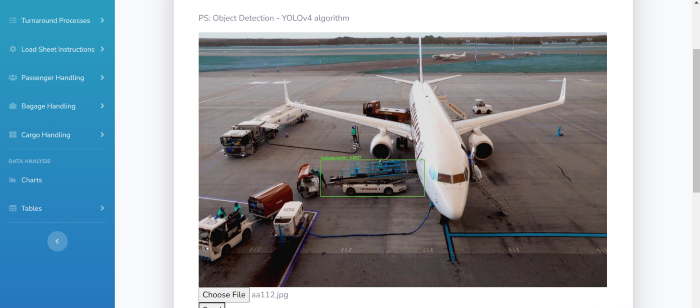 Turnaround Processes
Load Sheet Instructions
Passenger Handling
Bagage Handling
Cargo Handling
DATA ANALYSIS
Charts
Tables
PS: Object Detection - YOLOv4 algorithm
Choose File aa112.jpg